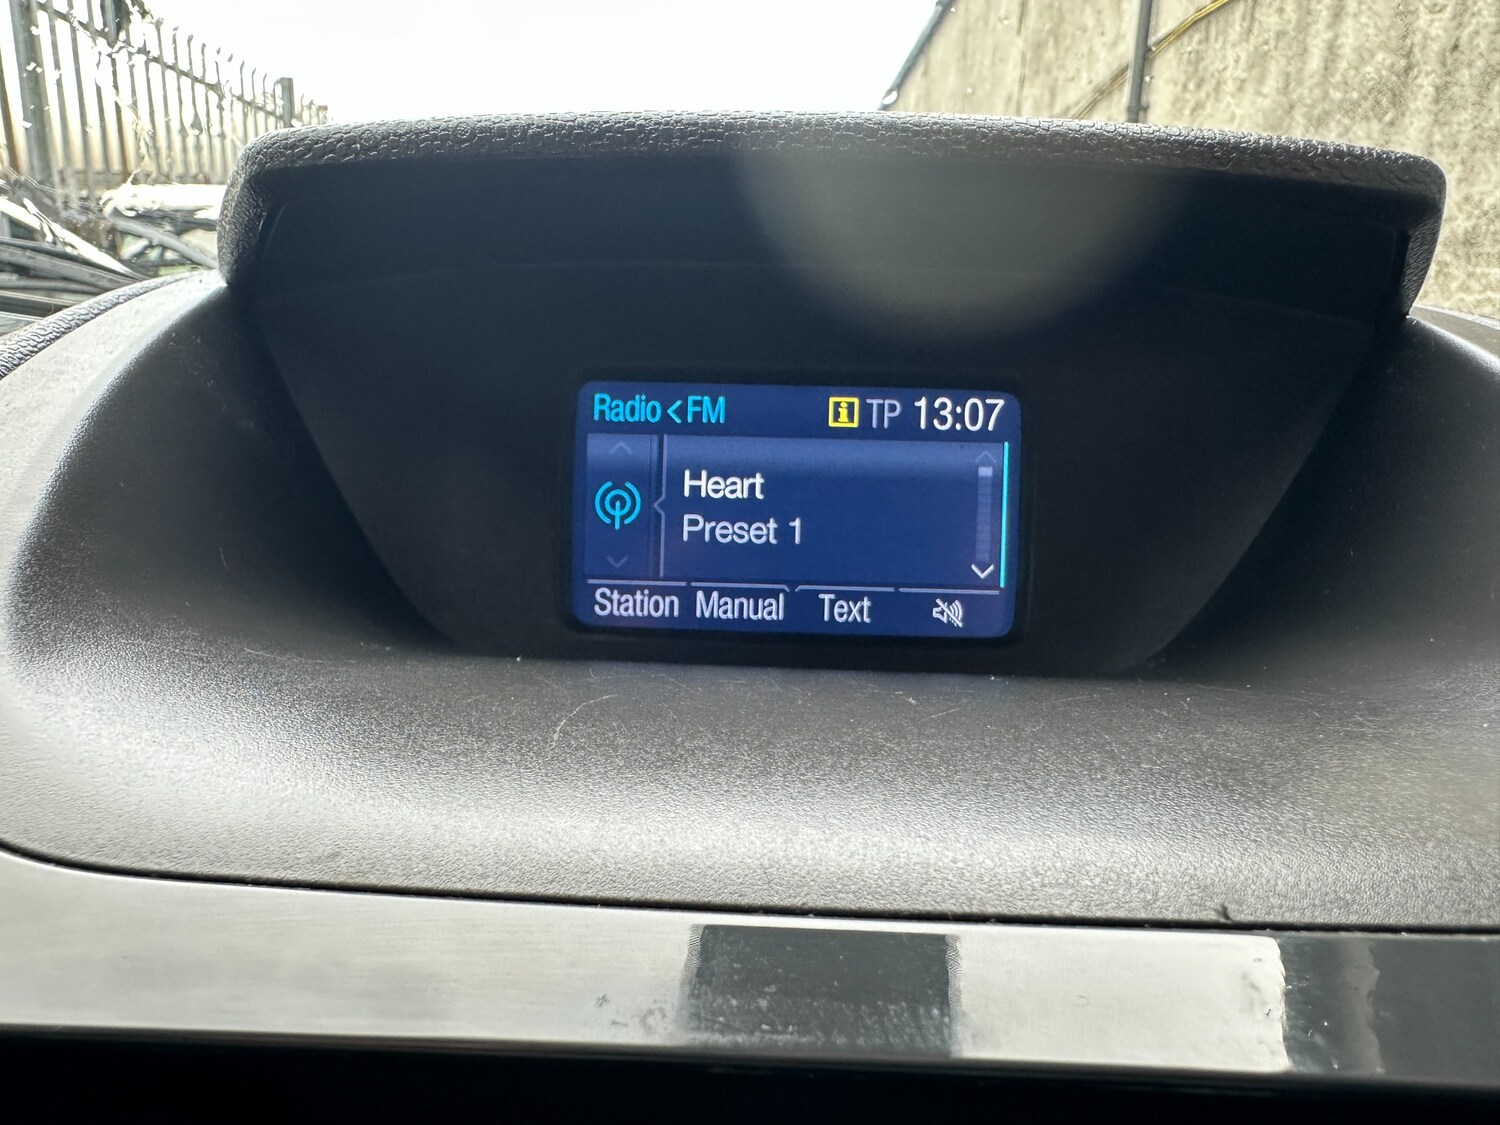 Radio < FM i TP 13:07
Heart
Preset 1
Station Manual Text